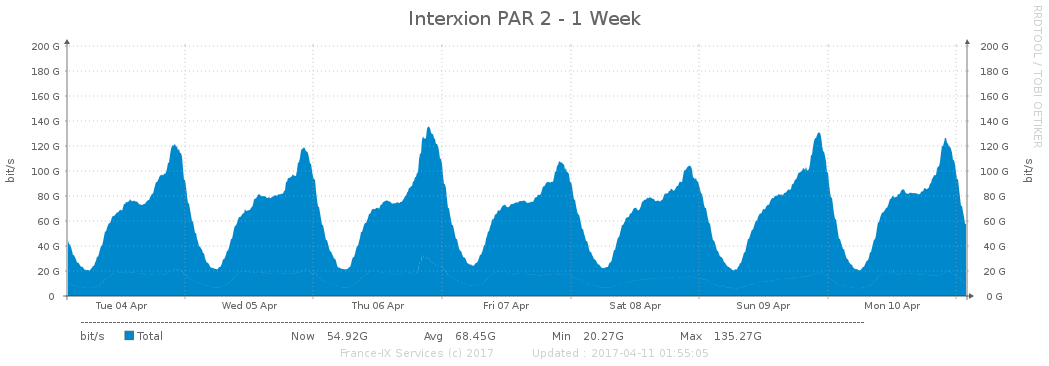 Interxion PAR 2 - 1 Week
RRDTOOL / TOBI OETIKER
200 G 200 G
180 G 180 G
160 G 160 G
140 G 140 G
120 G 120 G
100 G 100 G
80 G 80 G
60 G 60 G
40 G 40 G
20 G 20 G
0 0 G
bit/s
bit/s
Tue 04 Apr Wed 05 Apr Thu 06 Apr Fri 07 Apr Sat 08 Apr Sun 09 Apr Mon 10 Apr
bit/s Total Now 54.92G Avg 68.45G Min 20.27G Max 135.27G
France-IX Services (c) 2017 Updated : 2017-04-11 01:55:05